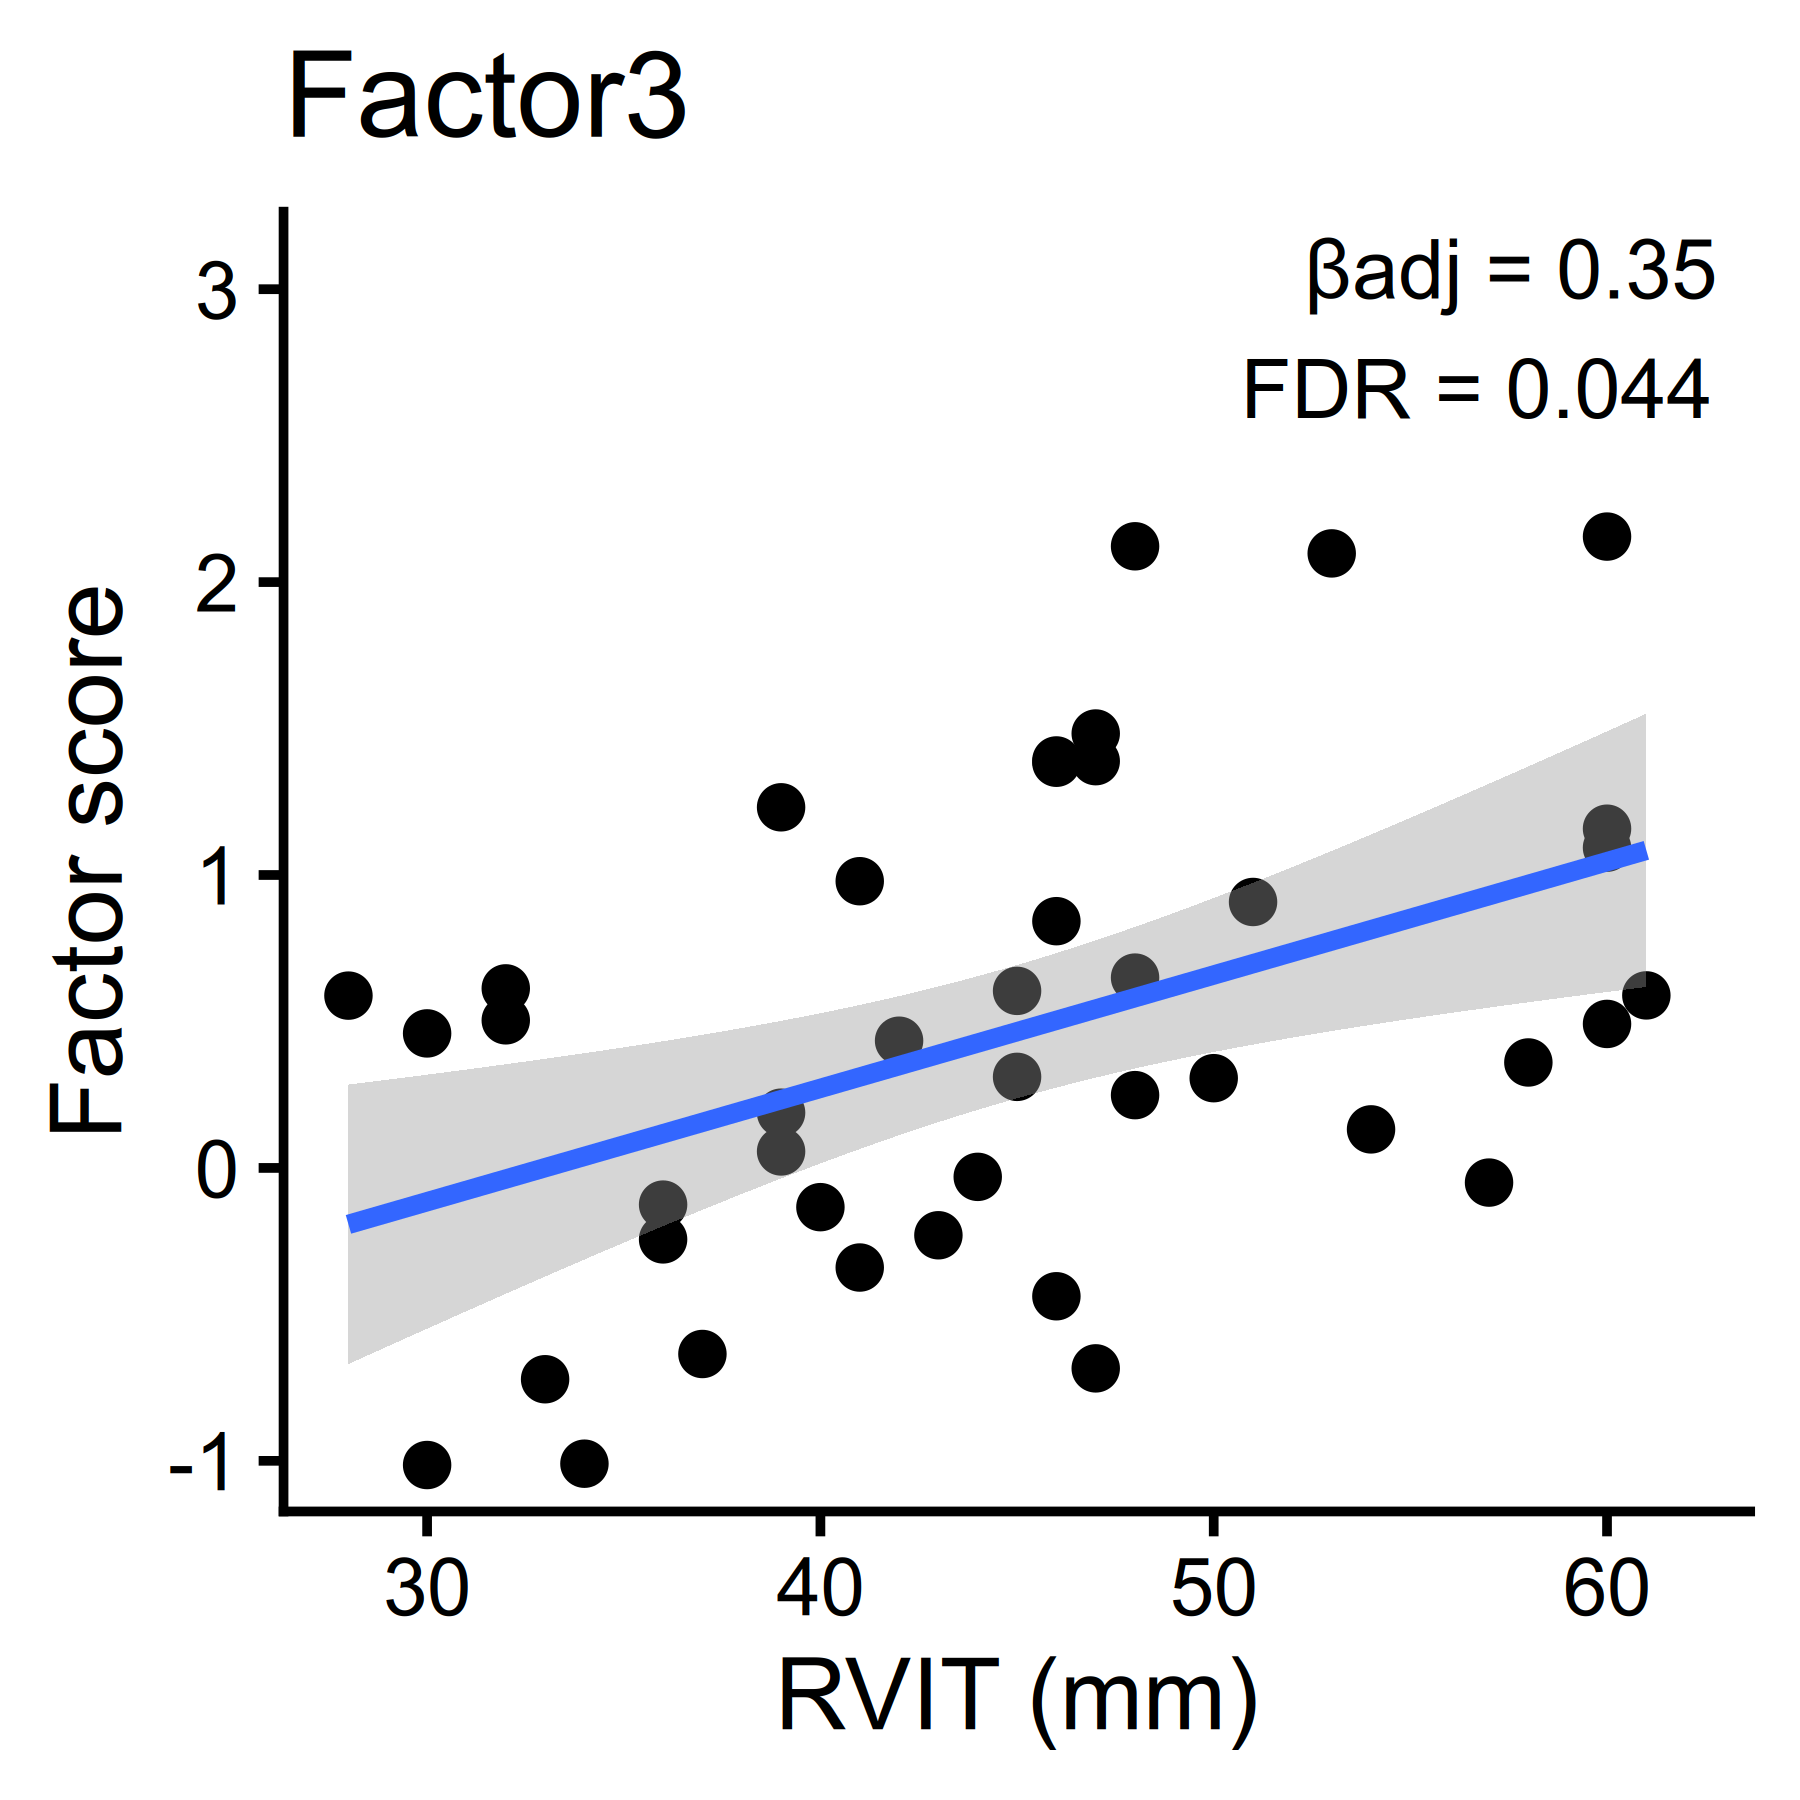 Factor3
βadj = 0.35
FDR = 0.044
Factor score
3
2
1
0
-1
30 40 50 60
RVIT (mm)